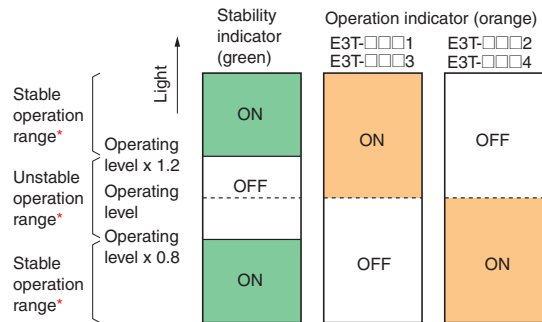 Stability
indicator
(green)
Operation indicator (orange)
E3T-□□□1
E3T-□□□3
E3T-□□□2
E3T-□□□4
Light
Stable
operation
range*
Unstable
operation
range*
Stable
operation
range*
Operating
level x 1.2
Operating
level
Operating
level x 0.8
ON
OFF
ON
ON
OFF
OFF
ON